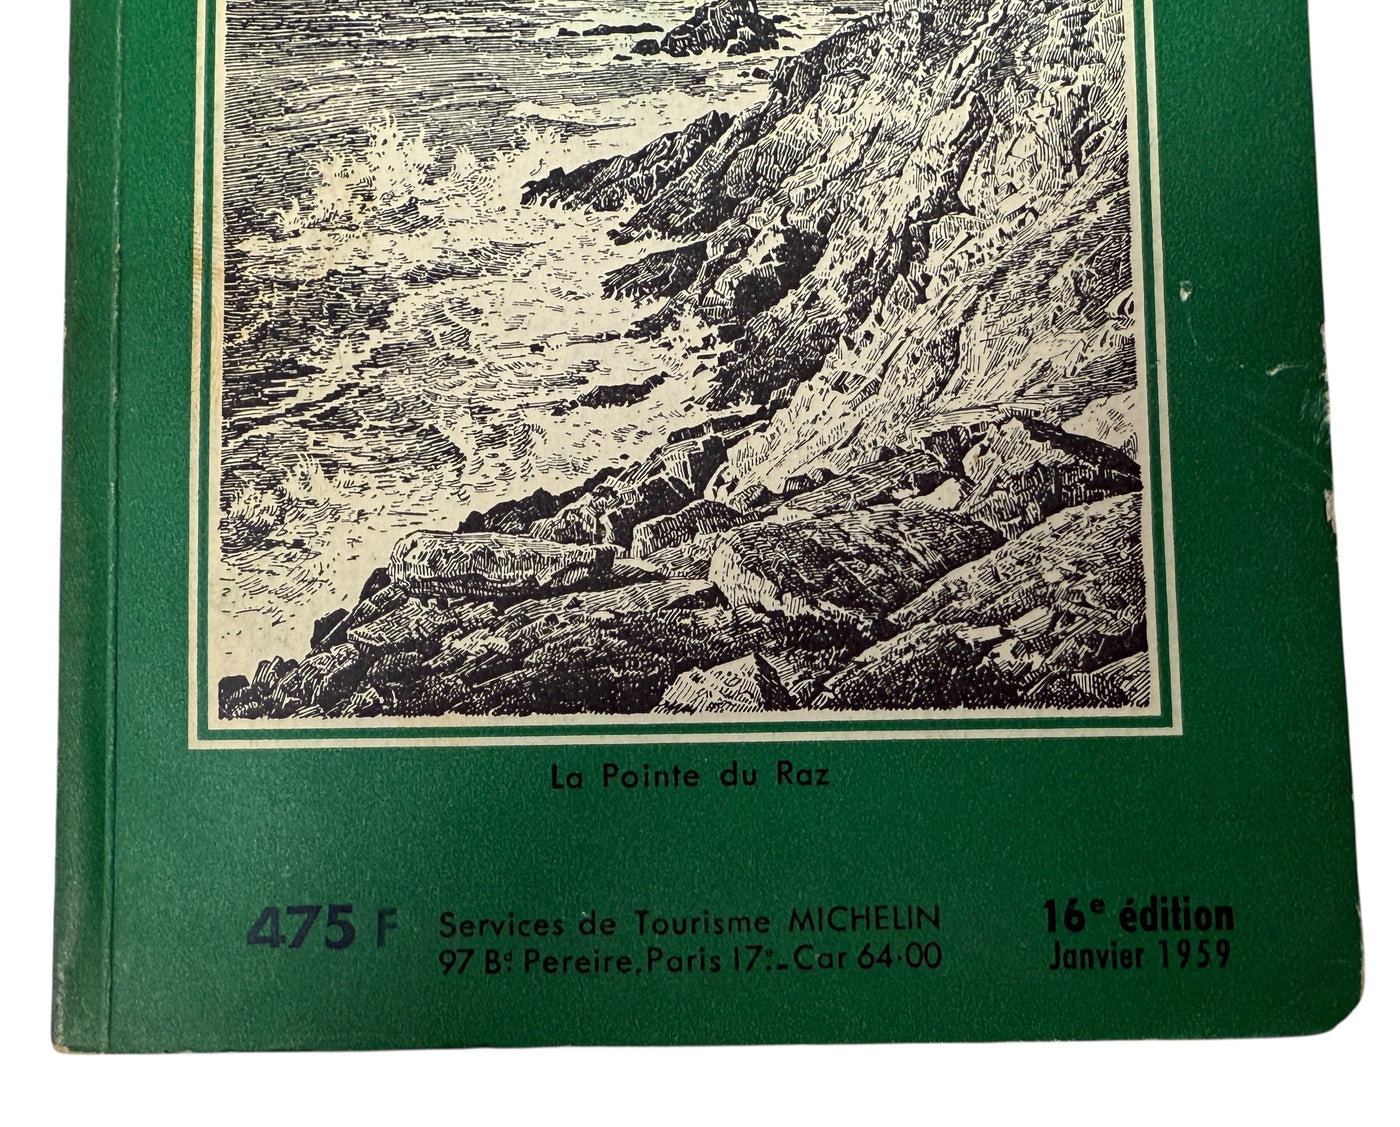 La Pointe du Raz
475 F
Services de Tourisme MICHELIN
97 Bᵈ Pereire, Paris 17ᵉ - Car 64·00
16ᵉ édition
Janvier 1959